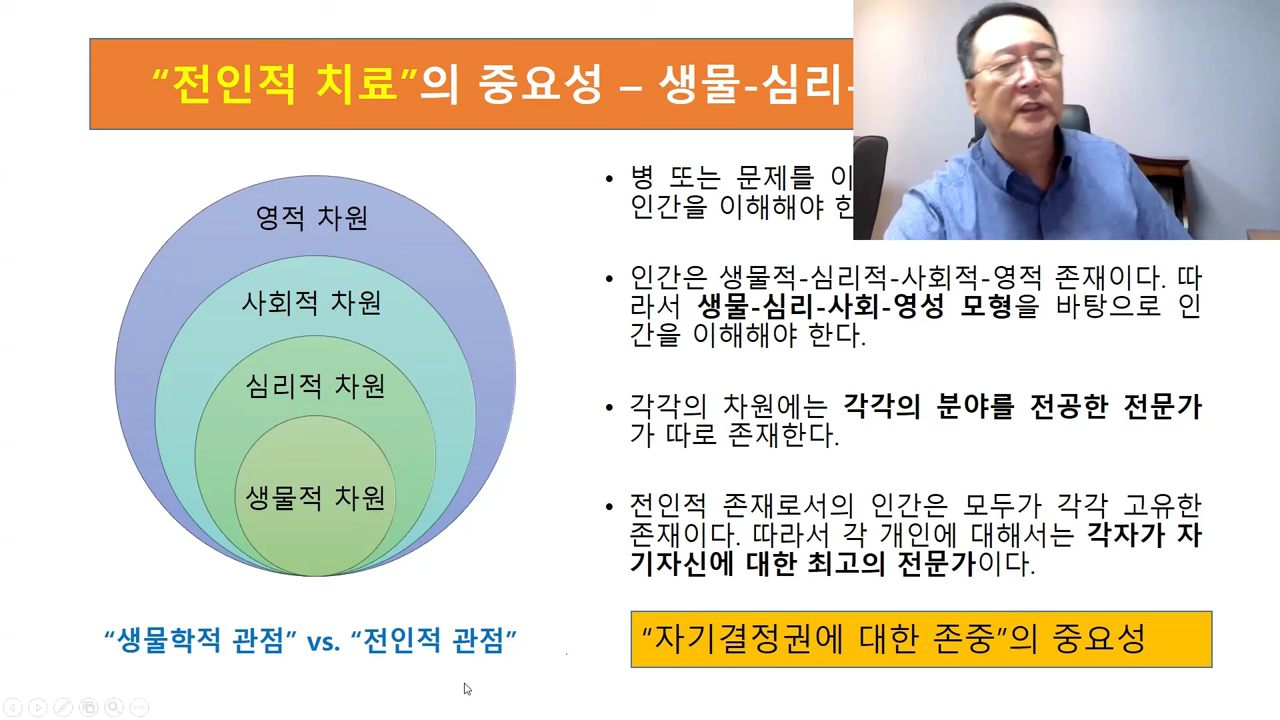 “전인적 치료”의 중요성 – 생물-심리-
영적 차원
사회적 차원
심리적 차원
생물적 차원
“생물학적 관점” vs. “전인적 관점”
• 병 또는 문제를 이
인간을 이해해야 한
• 인간은 생물적-심리적-사회적-영적 존재이다. 따
라서 생물-심리-사회-영성 모형을 바탕으로 인
간을 이해해야 한다.
• 각각의 차원에는 각각의 분야를 전공한 전문가
가 따로 존재한다.
• 전인적 존재로서의 인간은 모두가 각각 고유한
존재이다. 따라서 각 개인에 대해서는 각자가 자
기자신에 대한 최고의 전문가이다.
“자기결정권에 대한 존중”의 중요성